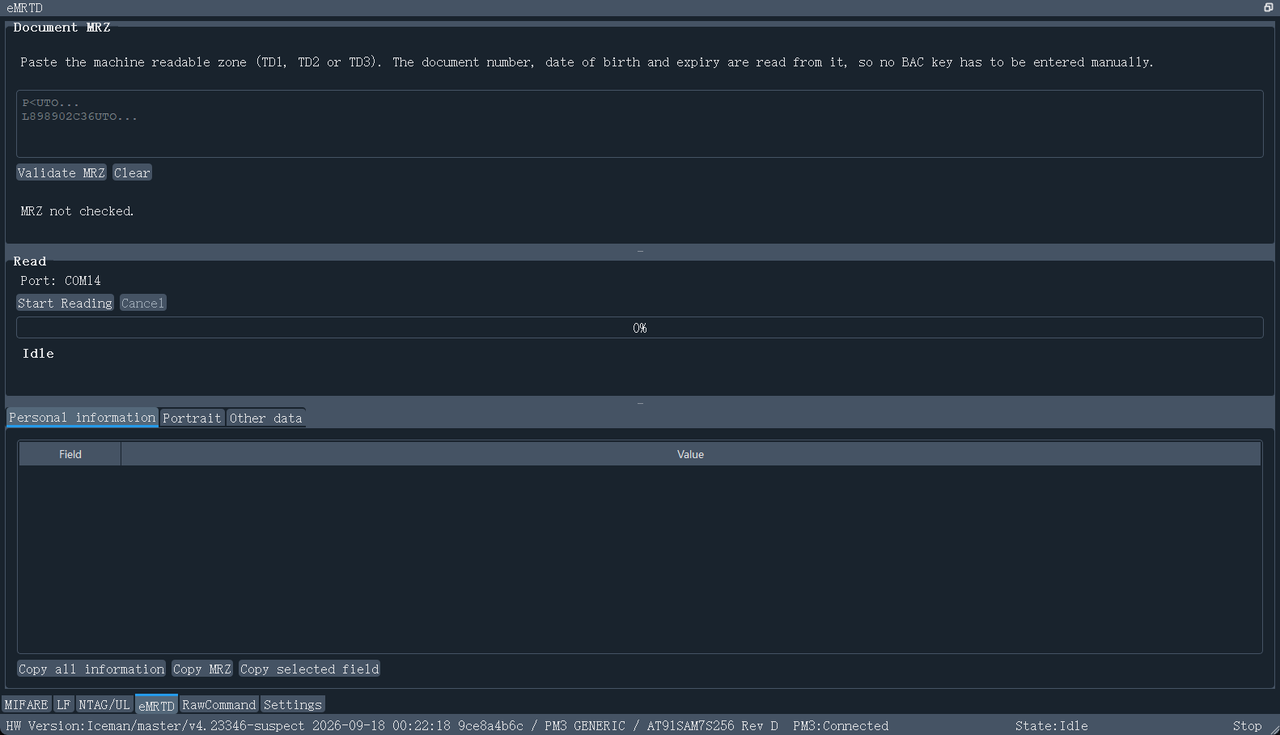 eMRTD
Document MRZ
Paste the machine readable zone (TD1, TD2 or TD3). The document number, date of birth and expiry are read from it, so no BAC key has to be entered manually.
P<UTO...
L898902C36UTO...
Validate MRZ Clear
MRZ not checked.
Read
Port: COM14
Start Reading Cancel
0%
Idle
Personal information Portrait Other data
Field Value
Copy all information Copy MRZ Copy selected field
MIFARE LF NTAG/UL eMRTD RawCommand Settings
HW Version:Iceman/master/v4.23346-suspect 2026-09-18 00:22:18 9ce8a4b6c / PM3 GENERIC / AT91SAM7S256 Rev D PM3:Connected State:Idle Stop